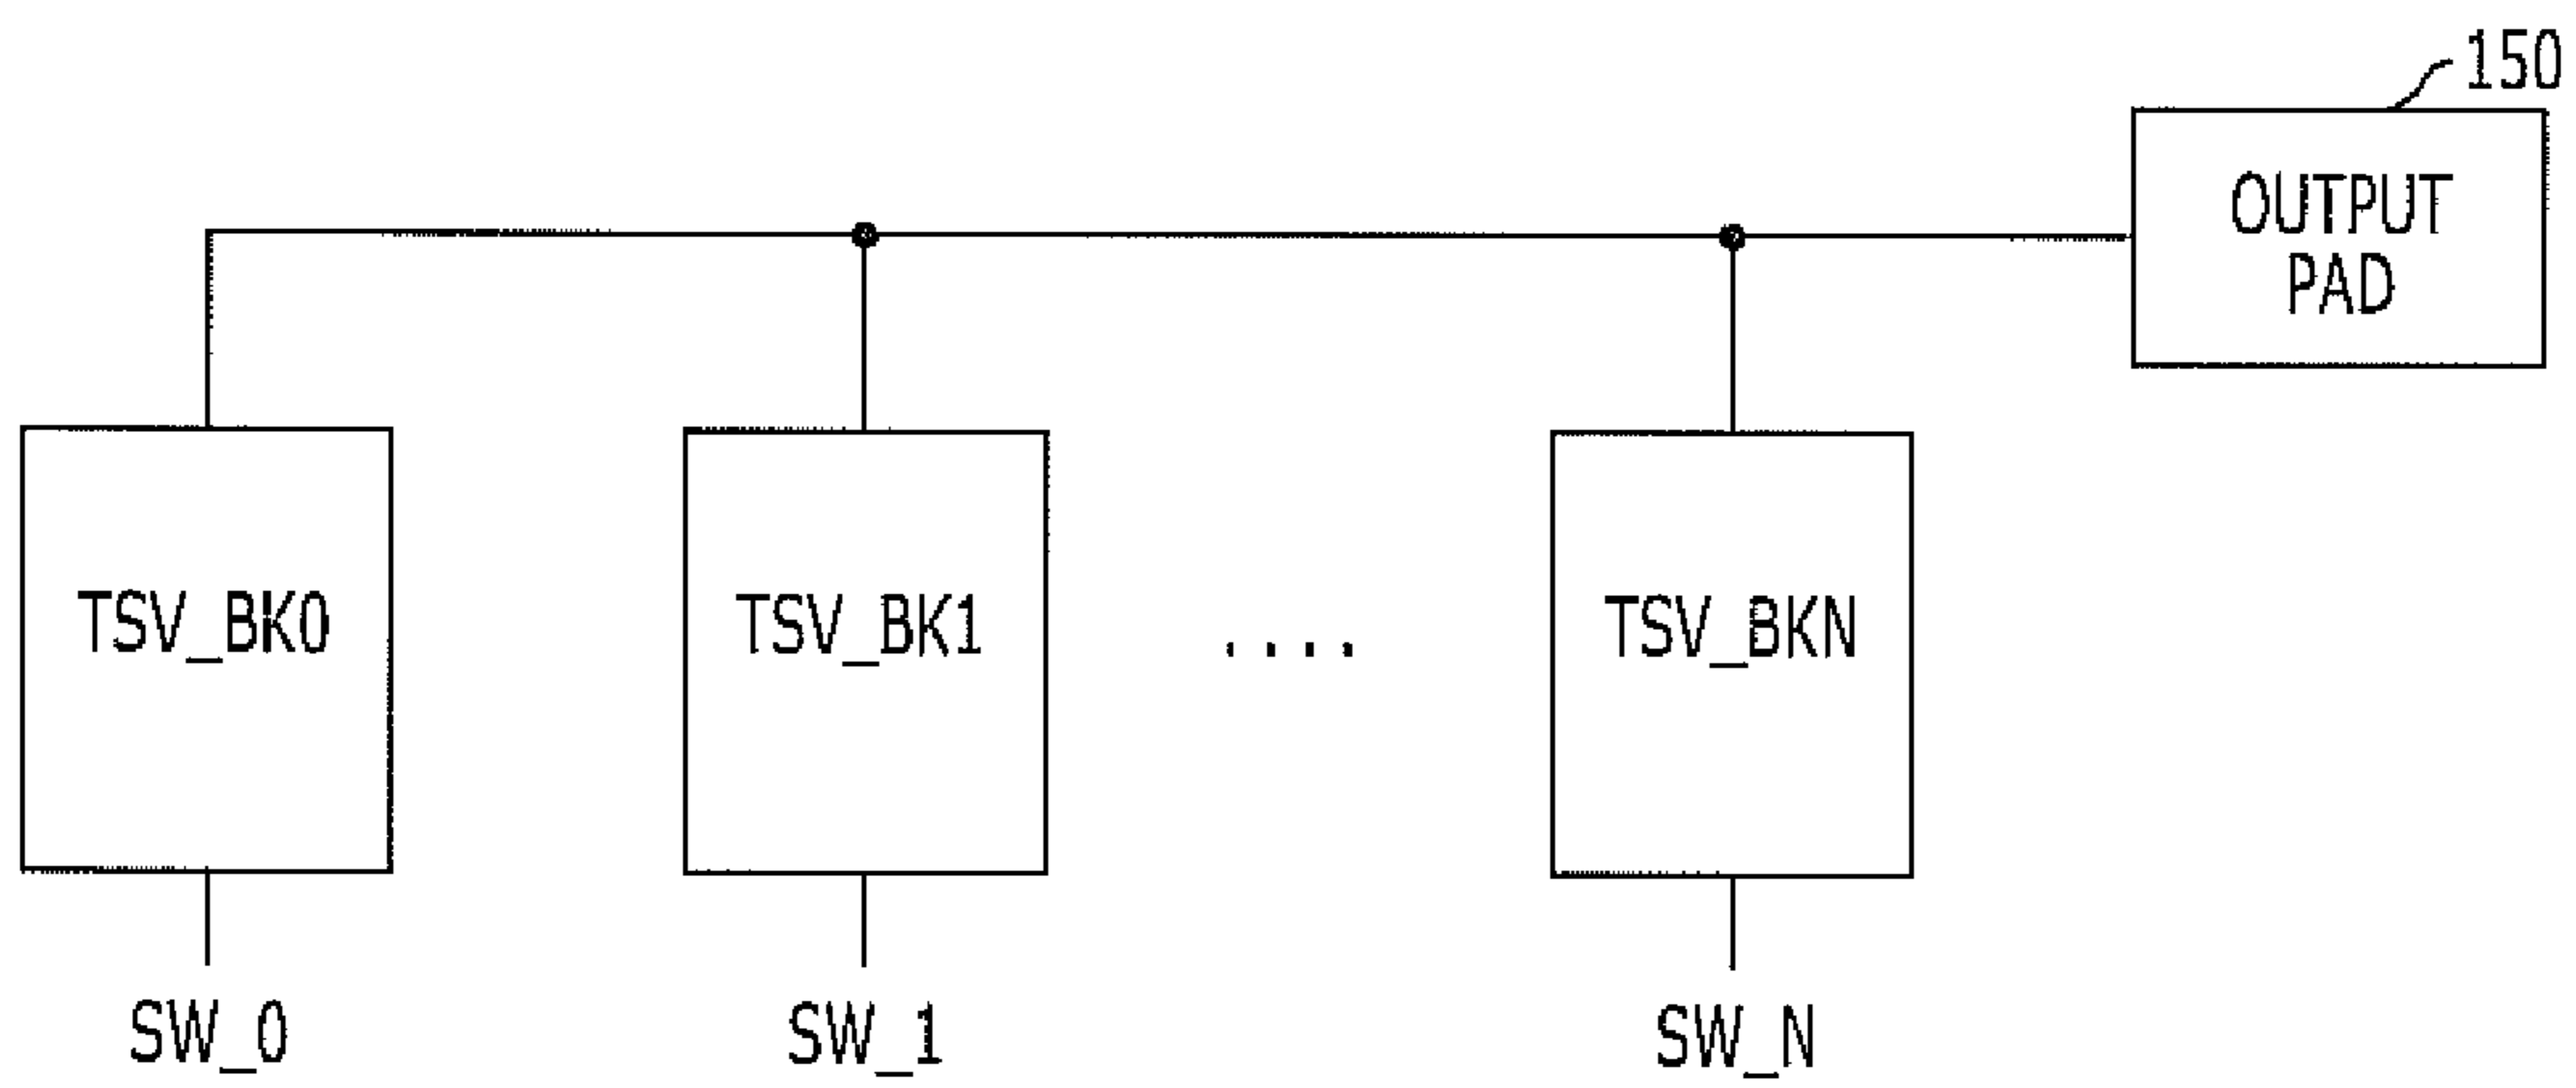 150
OUTPUT
PAD
TSV_BK0
TSV_BK1
....
TSV_BKN
SW_0
SW_1
SW_N